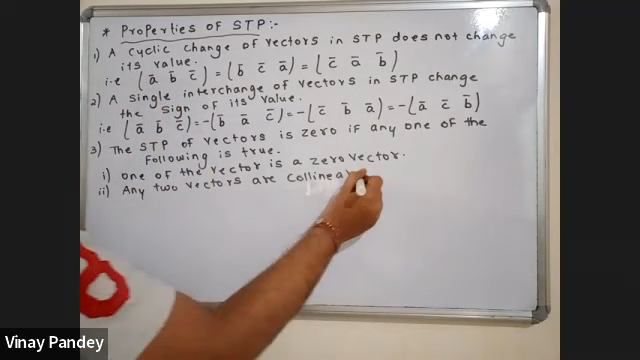 * Properties of STP :-
1) A cyclic change of vectors in STP does not change
its value.
i.e [ā b̄ c̄] = [b̄ c̄ ā] = [c̄ ā b̄]
2) A single interchange of vectors in STP change
the sign of its value.
i.e [ā b̄ c̄] = -[b̄ ā c̄] = -[c̄ b̄ ā] = -[ā c̄ b̄]
3) The STP of vectors is zero if any one of the
following is true.
i) one of the vector is a zero vector.
ii) Any two vectors are collinear
Vinay Pandey